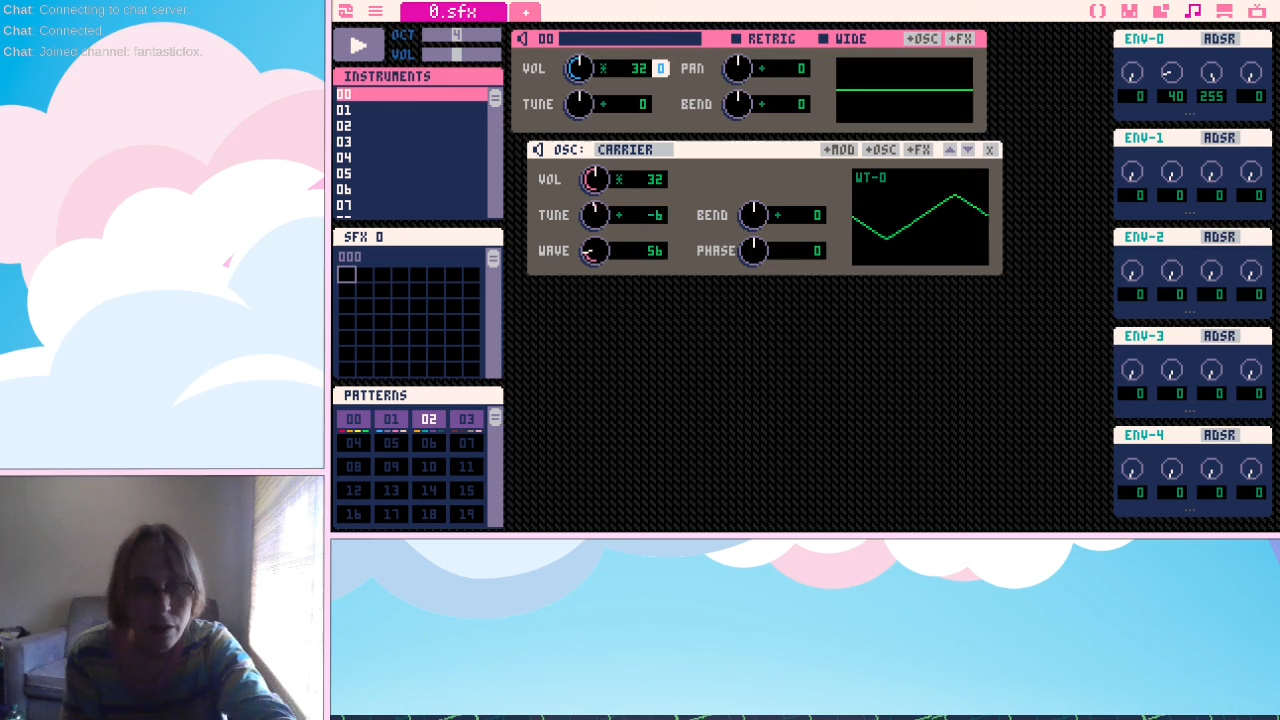 Chat: Connecting to chat server.
Chat: Connected
Chat: Joined channel: fantasticfox.
0.sfx +
OCT 4
VOL
INSTRUMENTS
00
01
02
03
04
05
06
07
SFX 0
000
PATTERNS
00 01 02 03
04 05 06 07
08 09 10 11
12 13 14 15
16 17 18 19
00 RETRIG WIDE +OSC +FX
VOL x 32 0 PAN + 0
TUNE + 0 BEND + 0
OSC: CARRIER +MOD +OSC +FX x
VOL x 32 WT-0
TUNE + -6 BEND + 0
WAVE 56 PHASE 0
ENV-0 ADSR
0 40 255 0
...
ENV-1 ADSR
0 0 0 0
...
ENV-2 ADSR
0 0 0 0
...
ENV-3 ADSR
0 0 0 0
...
ENV-4 ADSR
0 0 0 0
...